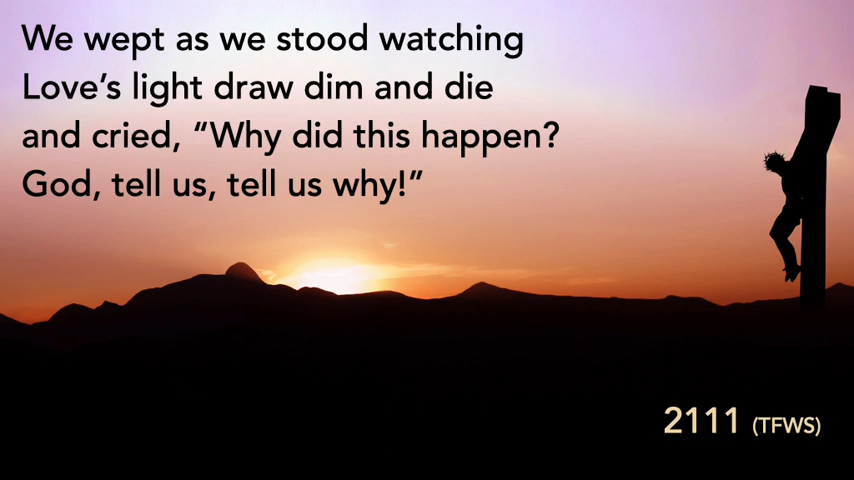 We wept as we stood watching
Love’s light draw dim and die
and cried, “Why did this happen?
God, tell us, tell us why!”
2111 (TFWS)